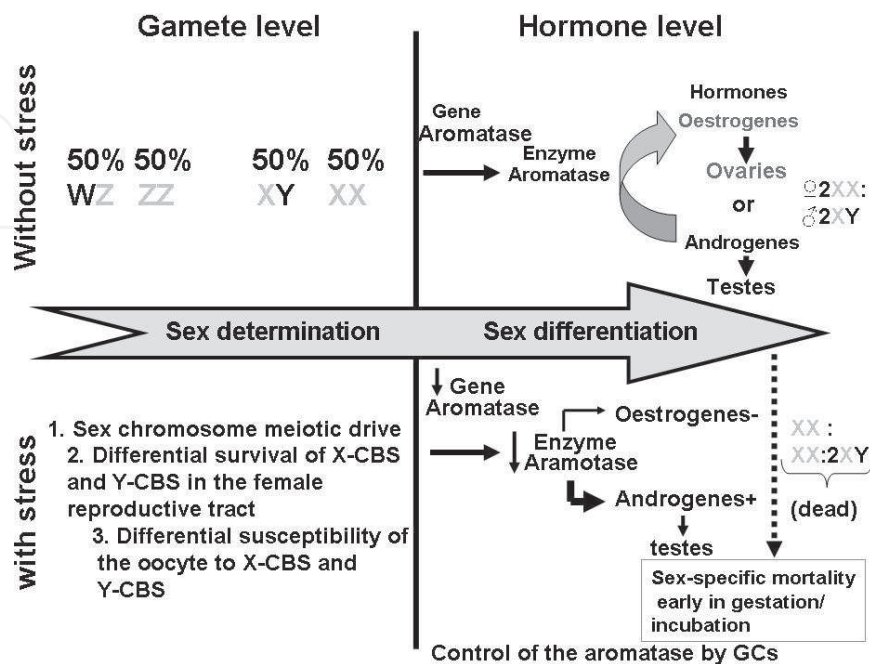 Gamete level
Hormone level
Without stress
50% 50%
WZ ZZ
50% 50%
XY XX
Gene
Aromatase
Enzyme
Aromatase
Hormones
Oestrogenes
Ovaries
or
Androgenes
Testes
♀2XX:
♂2XY
Sex determination
Sex differentiation
with stress
1. Sex chromosome meiotic drive
2. Differential survival of X-CBS
and Y-CBS in the female
reproductive tract
3. Differential susceptibility of
the oocyte to X-CBS and
Y-CBS
Gene
Aromatase
Enzyme
Aramotase
Oestrogenes-
Androgenes+
testes
XX :
XX:2XY
(dead)
Sex-specific mortality
early in gestation/
incubation
Control of the aromatase by GCs